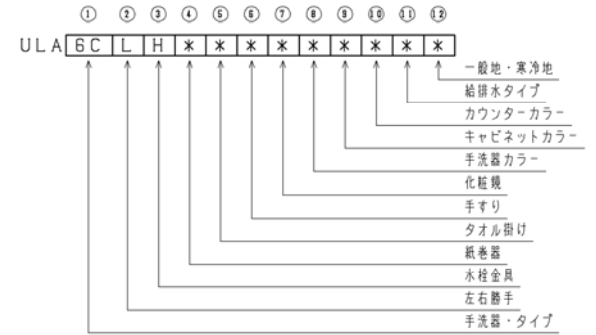 ① ② ③ ④ ⑤ ⑥ ⑦ ⑧ ⑨ ⑩ ⑪ ⑫
ULA 6C L H * * * * * * * * *
一般地・寒冷地
給排水タイプ
カウンターカラー
キャビネットカラー
手洗器カラー
化粧鏡
手すり
タオル掛け
紙巻器
水栓金具
左右勝手
手洗器・タイプ